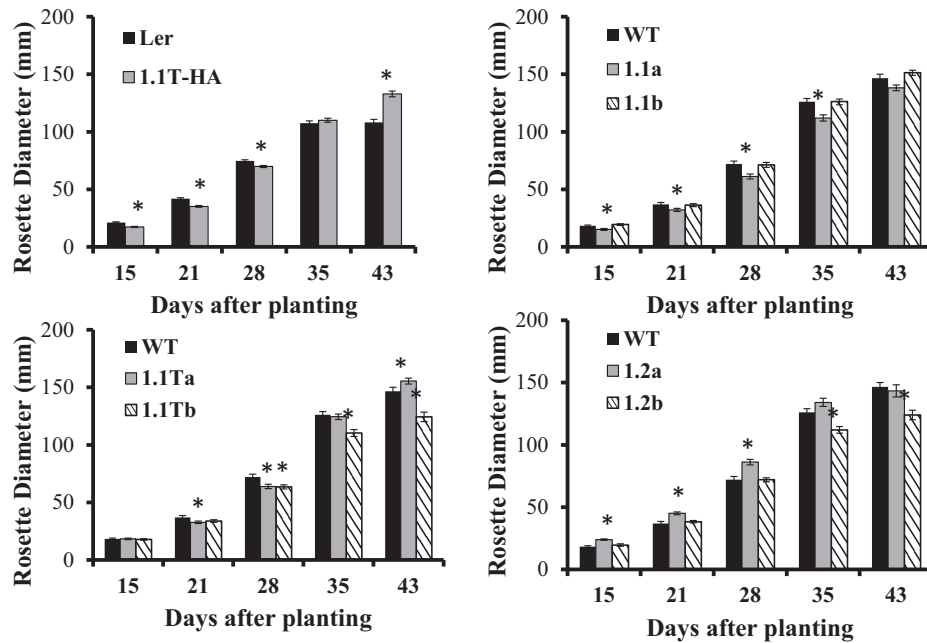 Rosette Diameter (mm)
200
150
100
50
0
Ler
1.1T-HA
*
*
*
*
15 21 28 35 43
Days after planting
Rosette Diameter (mm)
200
150
100
50
0
WT
1.1a
1.1b
*
*
*
*
15 21 28 35 43
Days after planting
Rosette Diameter (mm)
200
150
100
50
0
WT
1.1Ta
1.1Tb
*
* *
*
*
*
15 21 28 35 43
Days after planting
Rosette Diameter (mm)
200
150
100
50
0
WT
1.2a
1.2b
*
*
*
*
*
15 21 28 35 43
Days after planting